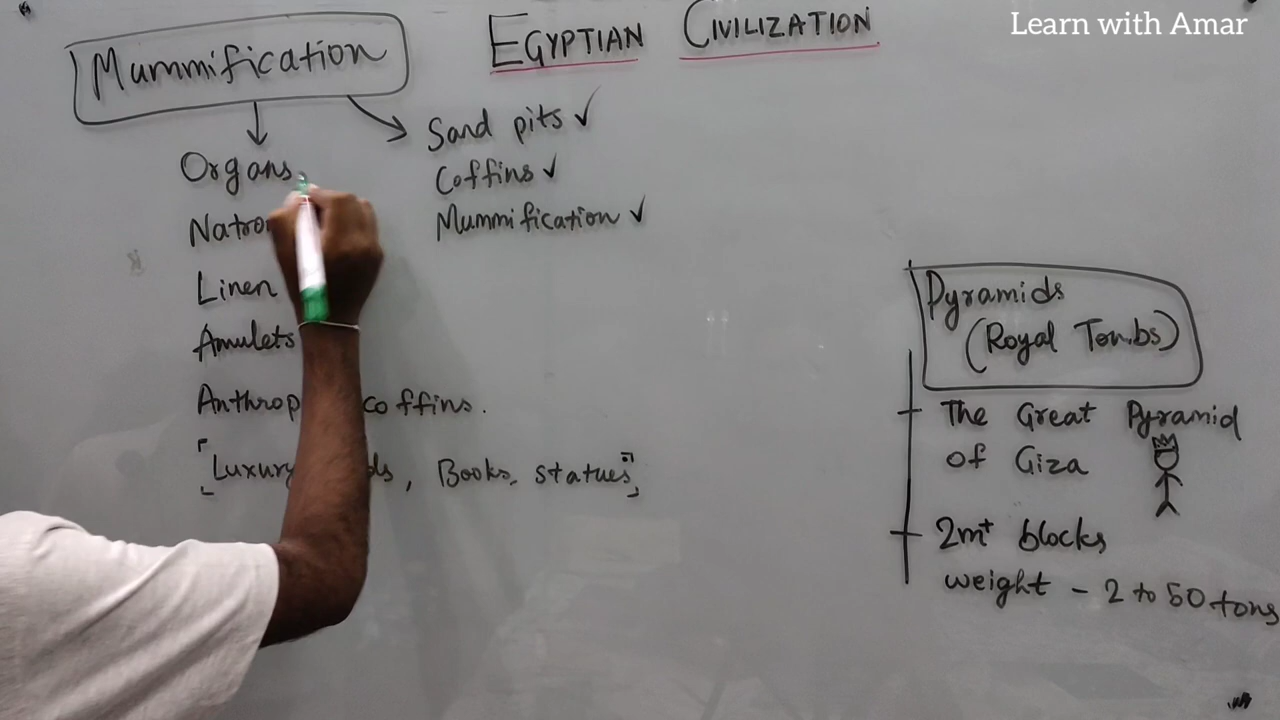 Learn with Amar
EGYPTIAN CIVILIZATION
Mummification
Sand pits ✓
Coffins ✓
Mummification ✓
Organs
Linen
Amulets
coffins.
Books, statues
Pyramids
(Royal Tombs)
The Great Pyramid
of Giza
2m+ blocks
weight - 2 to 50 tons